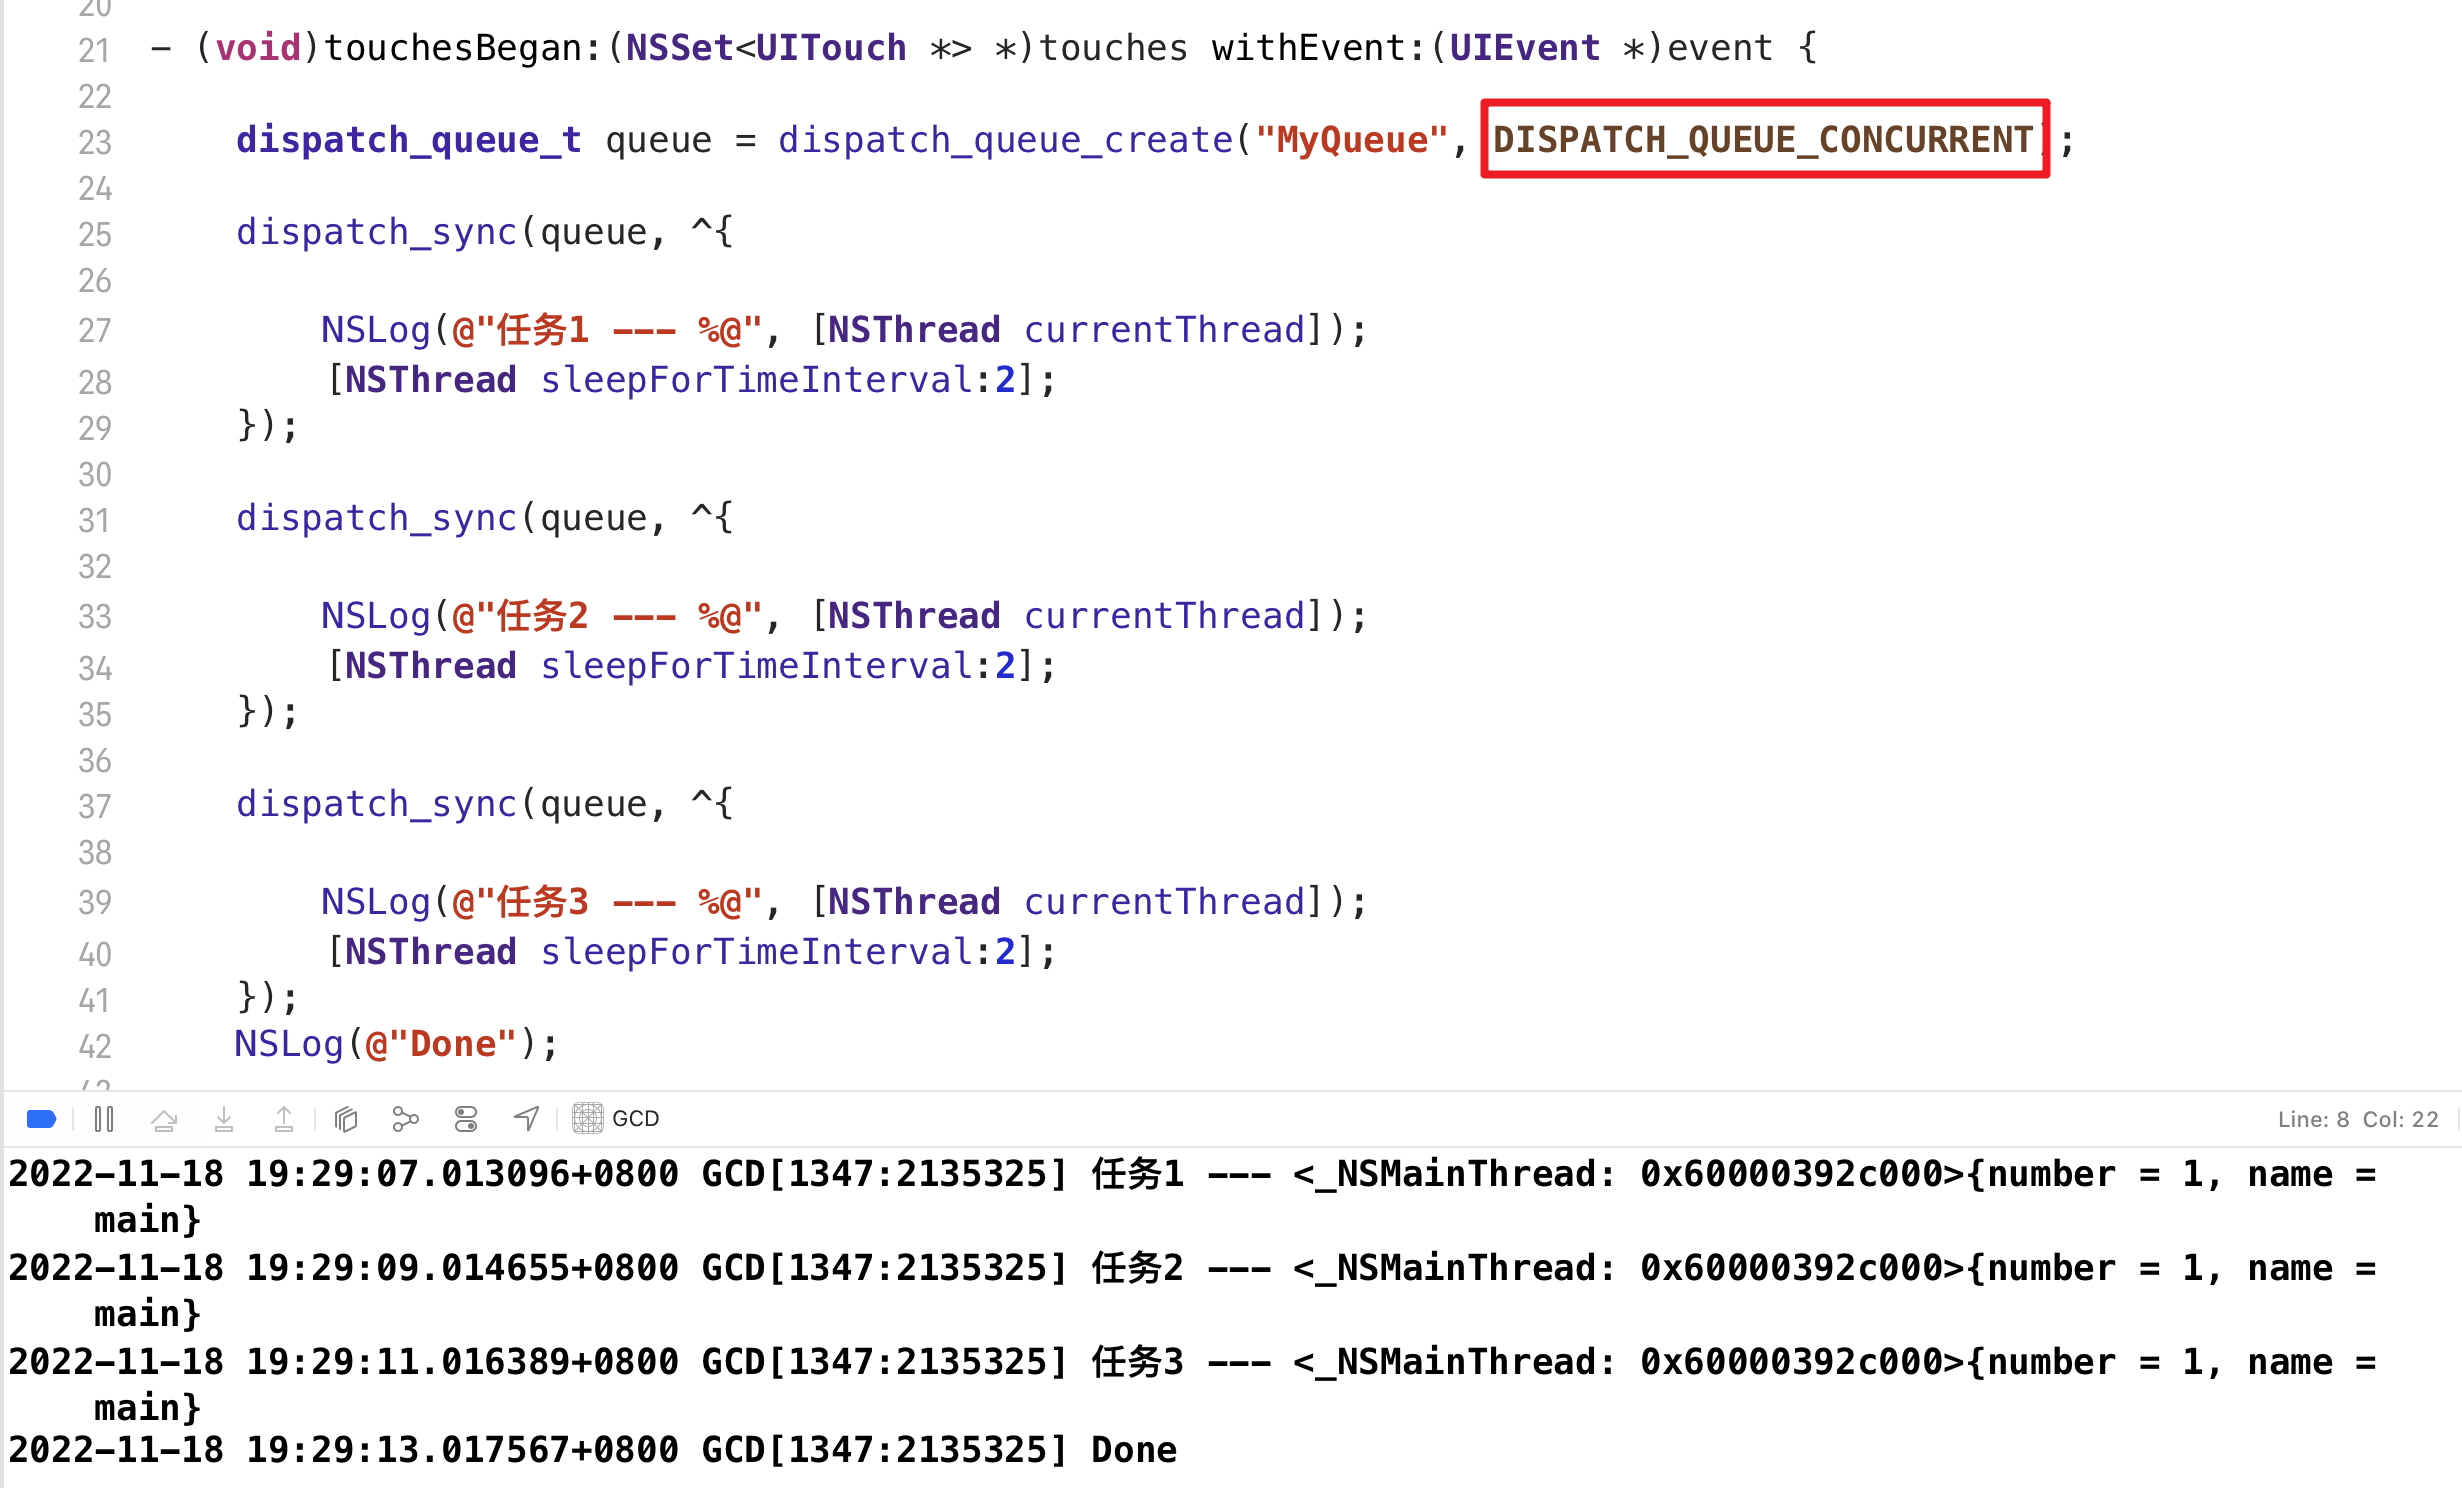 20
21 - (void)touchesBegan:(NSSet<UITouch *> *)touches withEvent:(UIEvent *)event {
22
23 dispatch_queue_t queue = dispatch_queue_create("MyQueue", DISPATCH_QUEUE_CONCURRENT);
24
25 dispatch_sync(queue, ^{
26
27 NSLog(@"任务1 --- %@", [NSThread currentThread]);
28 [NSThread sleepForTimeInterval:2];
29 });
30
31 dispatch_sync(queue, ^{
32
33 NSLog(@"任务2 --- %@", [NSThread currentThread]);
34 [NSThread sleepForTimeInterval:2];
35 });
36
37 dispatch_sync(queue, ^{
38
39 NSLog(@"任务3 --- %@", [NSThread currentThread]);
40 [NSThread sleepForTimeInterval:2];
41 });
42 NSLog(@"Done");
43
GCD Line: 8 Col: 22
2022-11-18 19:29:07.013096+0800 GCD[1347:2135325] 任务1 --- <_NSMainThread: 0x60000392c000>{number = 1, name =
main}
2022-11-18 19:29:09.014655+0800 GCD[1347:2135325] 任务2 --- <_NSMainThread: 0x60000392c000>{number = 1, name =
main}
2022-11-18 19:29:11.016389+0800 GCD[1347:2135325] 任务3 --- <_NSMainThread: 0x60000392c000>{number = 1, name =
main}
2022-11-18 19:29:13.017567+0800 GCD[1347:2135325] Done